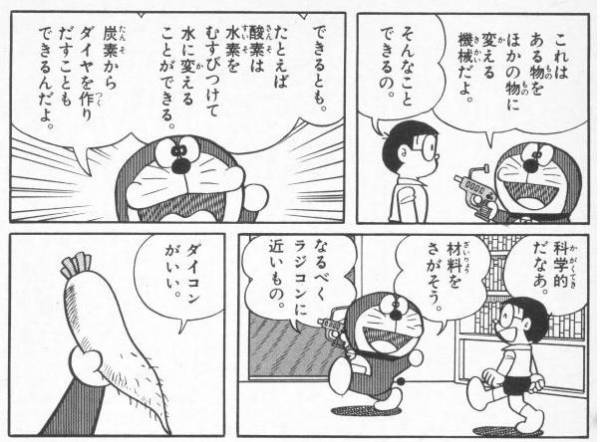 これは
ある物を
ほかの物に
変える
機械だよ。
そんなこと
できるの。
できるとも。
たとえば
酸素は
水素を
むすびつけて
水に変える
ことができる。
炭素から
ダイヤを作り
だすことも
できるんだよ。
科学的
だなあ。
材料を
さがそう。
なるべく
ラジコンに
近いもの。
ダイコン
がいい。